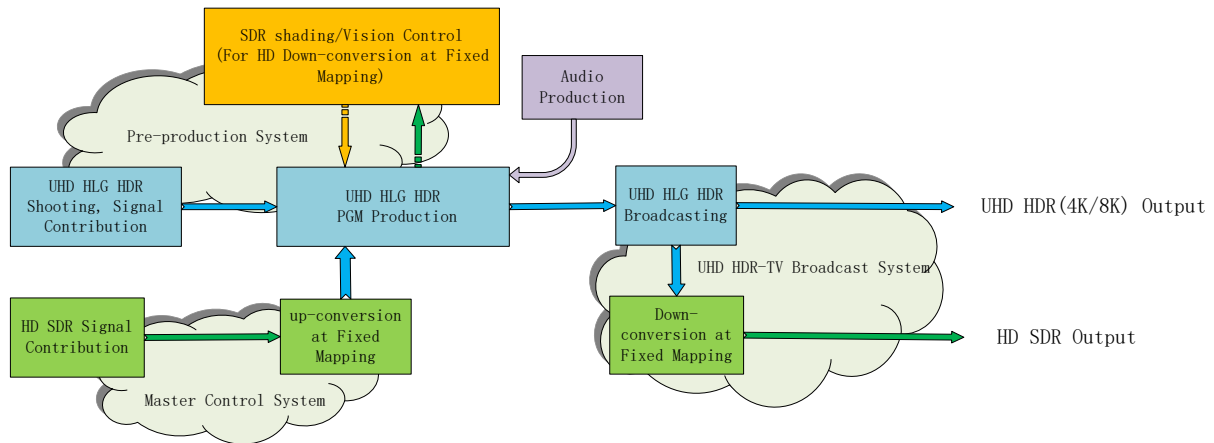 SDR shading/Vision Control
(For HD Down-conversion at Fixed
Mapping)
Audio
Production
Pre-production System
UHD HLG HDR
Shooting, Signal
Contribution
UHD HLG HDR
PGM Production
UHD HLG HDR
Broadcasting
UHD HDR(4K/8K) Output
UHD HDR-TV Broadcast System
HD SDR Signal
Contribution
up-conversion
at Fixed
Mapping
Down-
conversion at
Fixed Mapping
HD SDR Output
Master Control System